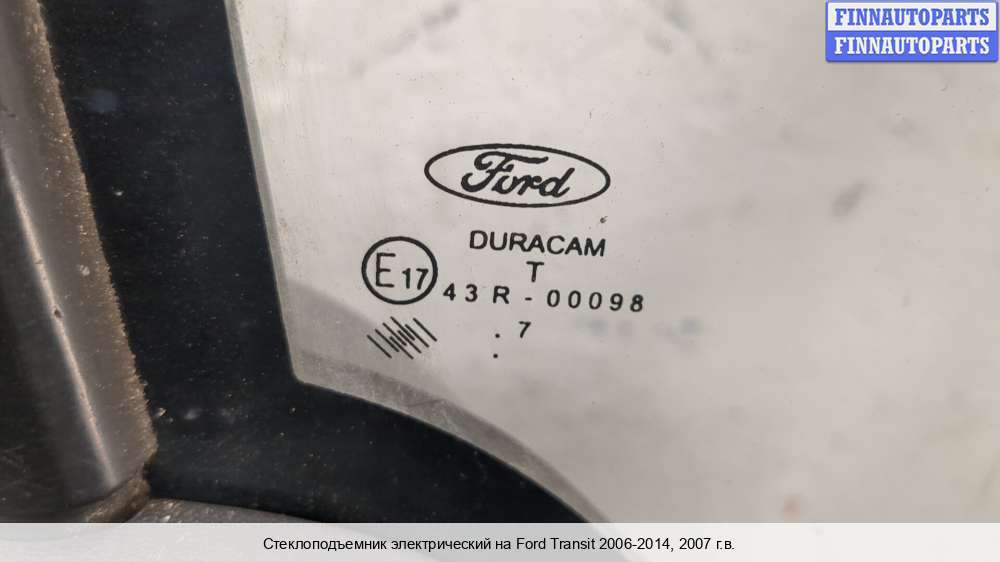 FINNAUTOPARTS
FINNAUTOPARTS
Ford
DURACAM
T
E17
43R-00098
. 7
.
Стеклоподъемник электрический на Ford Transit 2006-2014, 2007 г.в.